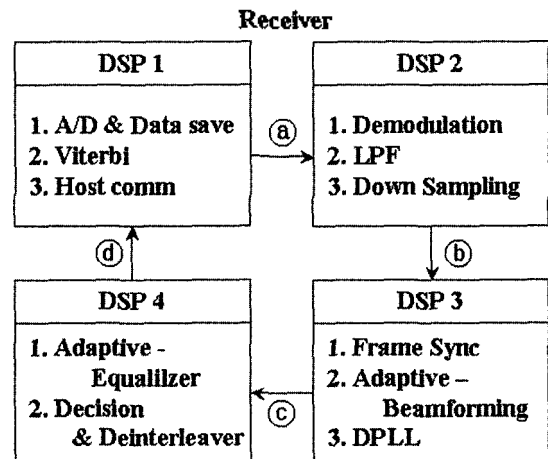 Receiver
DSP 1
1. A/D & Data save
2. Viterbi
3. Host comm
ⓐ
DSP 2
1. Demodulation
2. LPF
3. Down Sampling
ⓓ
ⓑ
DSP 4
1. Adaptive -
Equalilzer
2. Decision
& Deinterleaver
ⓒ
DSP 3
1. Frame Sync
2. Adaptive –
Beamforming
3. DPLL